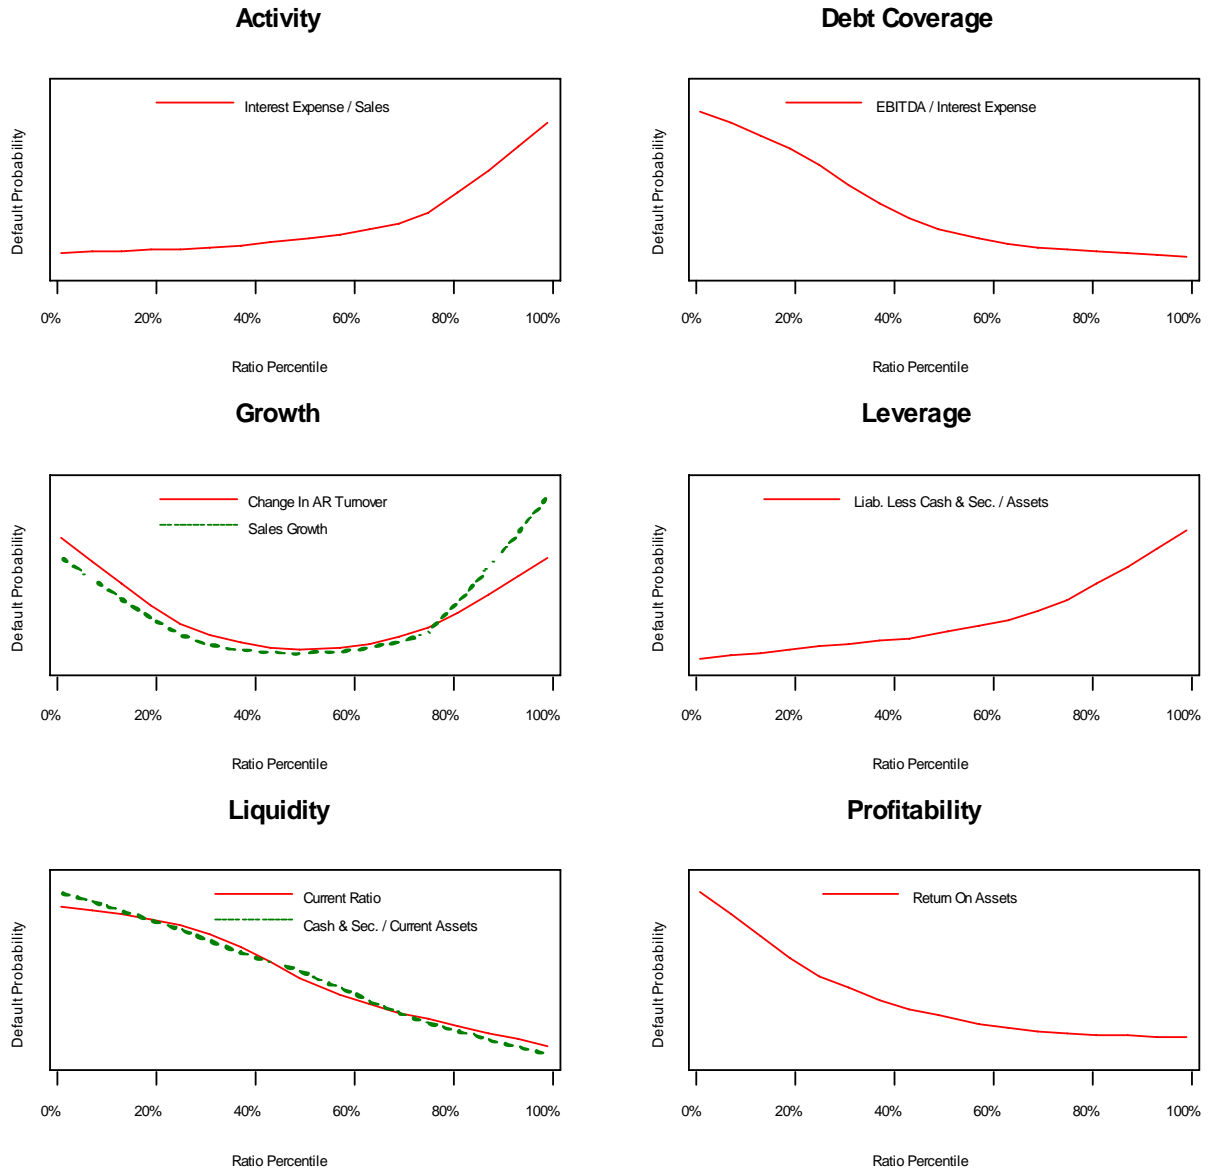 Activity
Interest Expense / Sales
Default Probability
0% 20% 40% 60% 80% 100%
Ratio Percentile
Debt Coverage
EBITDA / Interest Expense
Default Probability
0% 20% 40% 60% 80% 100%
Ratio Percentile
Growth
Change In AR Turnover
Sales Growth
Default Probability
0% 20% 40% 60% 80% 100%
Ratio Percentile
Leverage
Liab. Less Cash & Sec. / Assets
Default Probability
0% 20% 40% 60% 80% 100%
Ratio Percentile
Liquidity
Current Ratio
Cash & Sec. / Current Assets
Default Probability
0% 20% 40% 60% 80% 100%
Ratio Percentile
Profitability
Return On Assets
Default Probability
0% 20% 40% 60% 80% 100%
Ratio Percentile